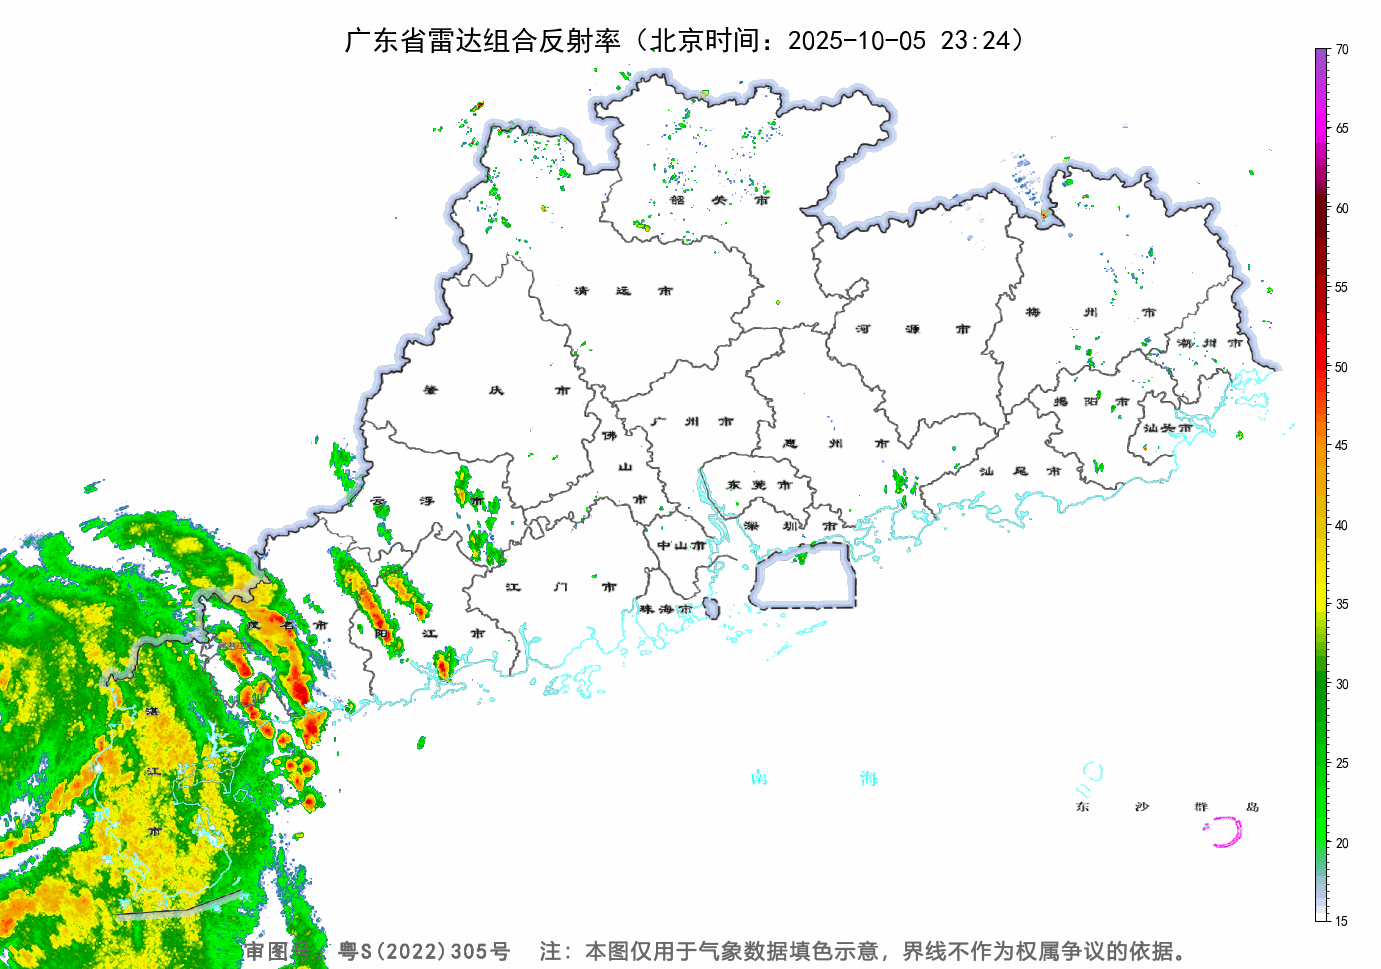 广东省雷达组合反射率（北京时间：2025-10-05 23:24）
70
65
60
55
50
45
40
35
30
25
20
15
韶 关 市
清 远 市
河 源 市
梅 州 市
潮 州 市
肇 庆 市
广 州 市
佛 山 市
惠 州 市
揭 阳 市
汕头市
汕 尾 市
东 莞 市
云 浮 市
深 圳 市
中山市
江 门 市
珠海市
茂 名 市
阳 江 市
湛 江 市
南 海
东 沙 群 岛
审图号：粤S(2022)305号 注：本图仅用于气象数据填色示意，界线不作为权属争议的依据。